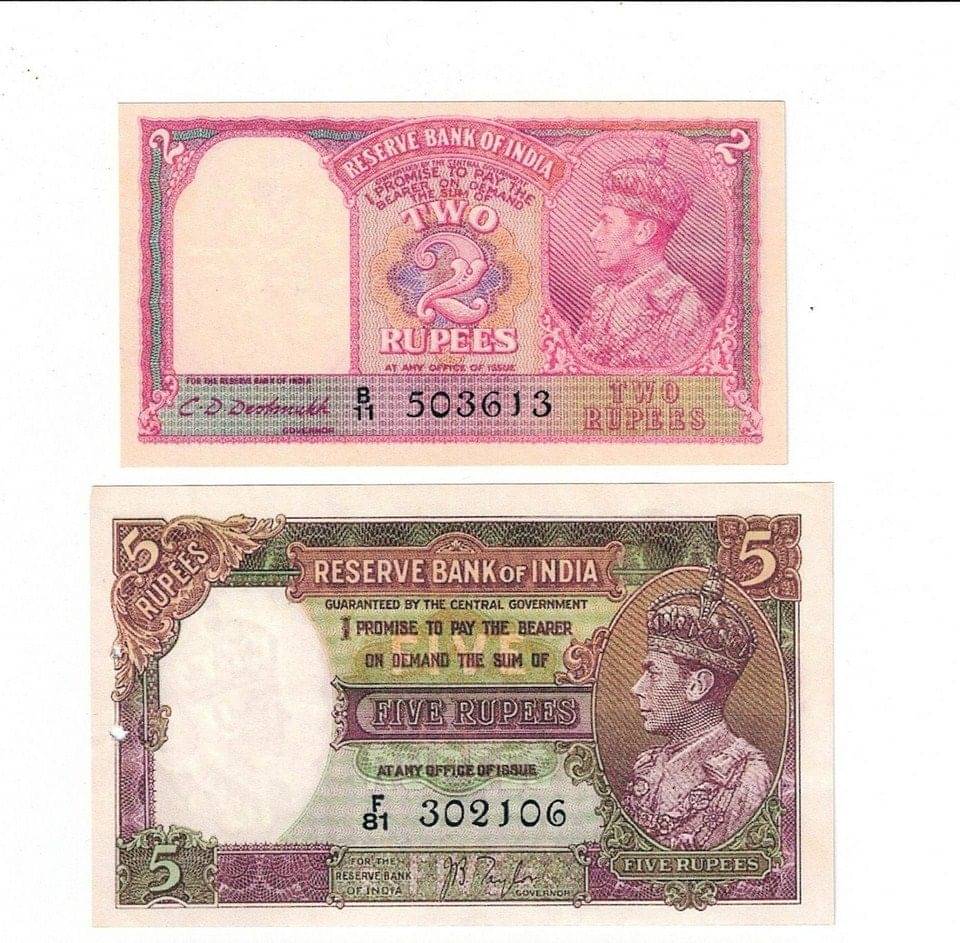 2 2
RESERVE BANK OF INDIA
GUARANTEED BY THE CENTRAL GOVERNMENT
I PROMISE TO PAY THE
BEARER ON DEMAND
THE SUM OF
TWO
2
RUPEES
AT ANY OFFICE OF ISSUE
FOR THE RESERVE BANK OF INDIA
C·D Deshmukh
GOVERNOR
B
11 503613
TWO
RUPEES
5 5
RUPEES
RESERVE BANK OF INDIA
GUARANTEED BY THE CENTRAL GOVERNMENT
I PROMISE TO PAY THE BEARER
FIVE
ON DEMAND THE SUM OF
FIVE RUPEES
AT ANY OFFICE OF ISSUE
F
81 302106
5
FOR THE
RESERVE BANK
OF INDIA
JB Taylor
GOVERNOR
FIVE RUPEES